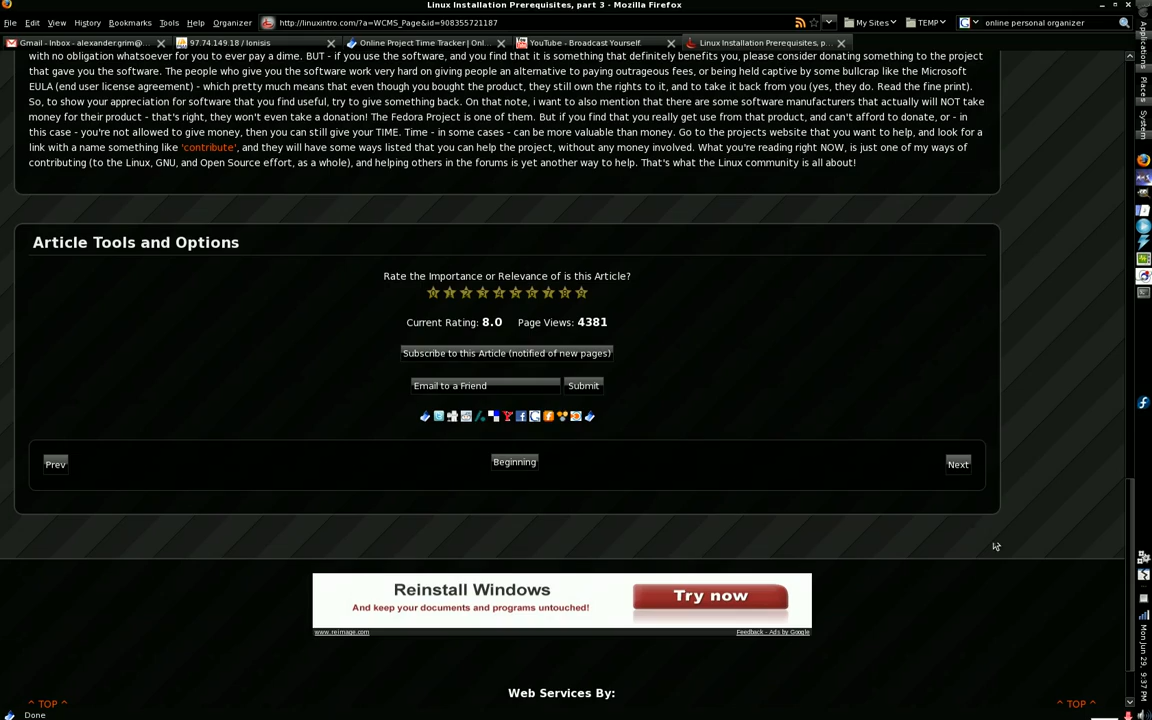 Linux Installation Prerequisites, part 3 - Mozilla Firefox
File Edit View History Bookmarks Tools Help Organizer
http://linuxintro.com/?a=WCMS_Page&id=908355721187
My Sites
TEMP
online personal organizer
Gmail - Inbox - alexander.grim@...
97.74.149.18 / Ionisis
Online Project Time Tracker | Onl...
YouTube - Broadcast Yourself.
Linux Installation Prerequisites, p...
with no obligation whatsoever for you to ever pay a dime. BUT - if you use the software, and you find that it is something that definitely benefits you, please consider donating something to the project
that gave you the software. The people who give you the software work very hard on giving people an alternative to paying outrageous fees, or being held captive by some bullcrap like the Microsoft
EULA (end user license agreement) - which pretty much means that even though you bought the product, they still own the rights to it, and to take it back from you (yes, they do. Read the fine print).
So, to show your appreciation for software that you find useful, try to give something back. On that note, i want to also mention that there are some software manufacturers that actually will NOT take
money for their product - that's right, they won't even take a donation! The Fedora Project is one of them. But if you find that you really get use from that product, and can't afford to donate, or - in
this case - you're not allowed to give money, then you can still give your TIME. Time - in some cases - can be more valuable than money. Go to the projects website that you want to help, and look for a
link with a name something like 'contribute', and they will have some ways listed that you can help the project, without any money involved. What you're reading right NOW, is just one of my ways of
contributing (to the Linux, GNU, and Open Source effort, as a whole), and helping others in the forums is yet another way to help. That's what the Linux community is all about!
Article Tools and Options
Rate the Importance or Relevance of is this Article?
Current Rating: 8.0 Page Views: 4381
Subscribe to this Article (notified of new pages)
Email to a Friend Submit
Prev Beginning Next
Reinstall Windows
And keep your documents and programs untouched!
Try now
www.reimage.com
Feedback - Ads by Google
Web Services By:
^ TOP ^ ^ TOP ^
Done
Applications
Places
System
Mon Jun 29, 9:37 PM